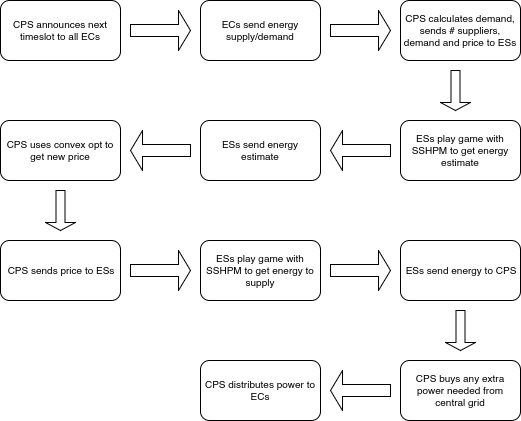 CPS announces next
timeslot to all ECs
ECs send energy
supply/demand
CPS calculates demand,
sends # suppliers,
demand and price to ESs
ESs play game with
SSHPM to get energy
estimate
ESs send energy
estimate
CPS uses convex opt to
get new price
CPS sends price to ESs
ESs play game with
SSHPM to get energy to
supply
ESs send energy to CPS
CPS buys any extra
power needed from
central grid
CPS distributes power to
ECs